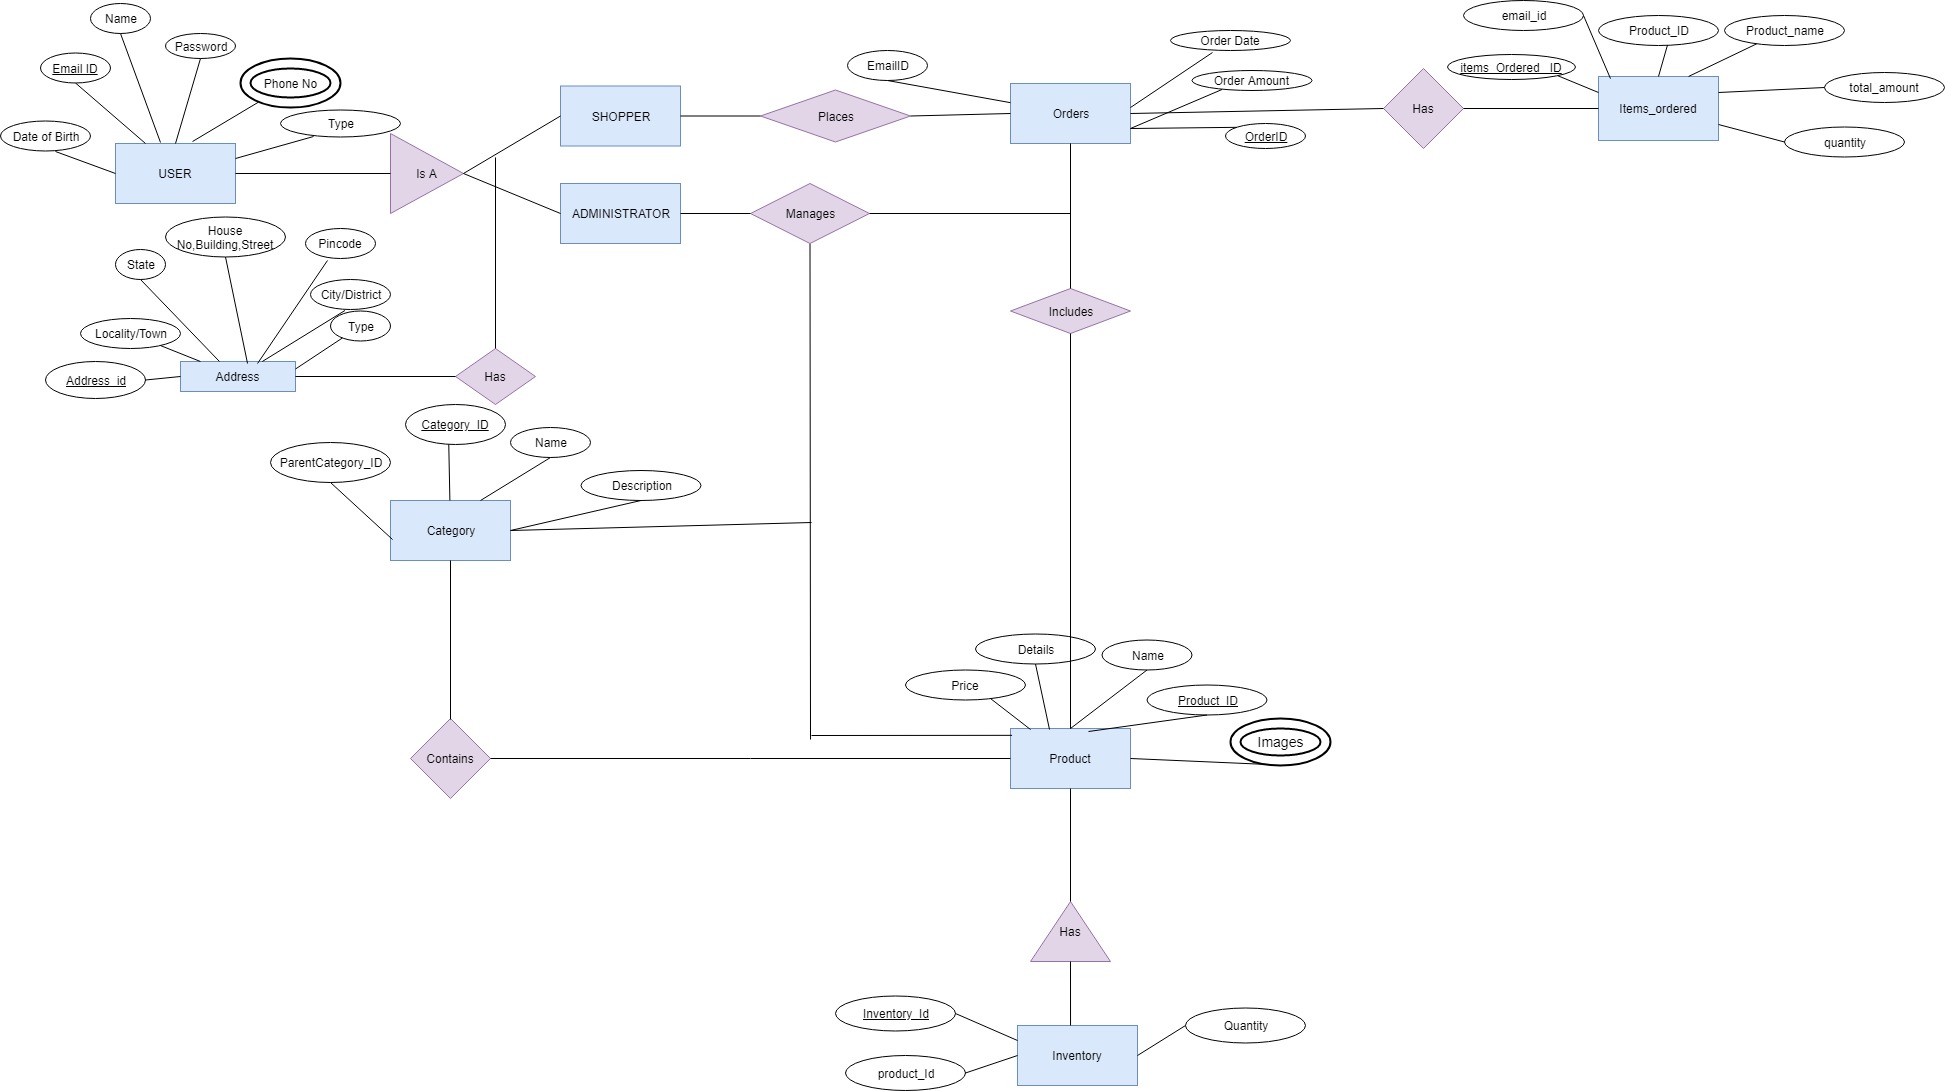 Name
Password
Email ID
Phone No
Type
Date of Birth
USER
Is A
SHOPPER
Places
EmailID
Orders
Order Date
Order Amount
OrderID
Has
email_id
Product_ID
Product_name
items_Ordered _ID
total_amount
Items_ordered
quantity
ADMINISTRATOR
Manages
House
No,Building,Street
Pincode
State
City/District
Type
Locality/Town
Address_id
Address
Has
Includes
Category_ID
Name
ParentCategory_ID
Description
Category
Details
Name
Price
Product_ID
Images
Contains
Product
Has
Inventory_Id
Quantity
Inventory
product_Id